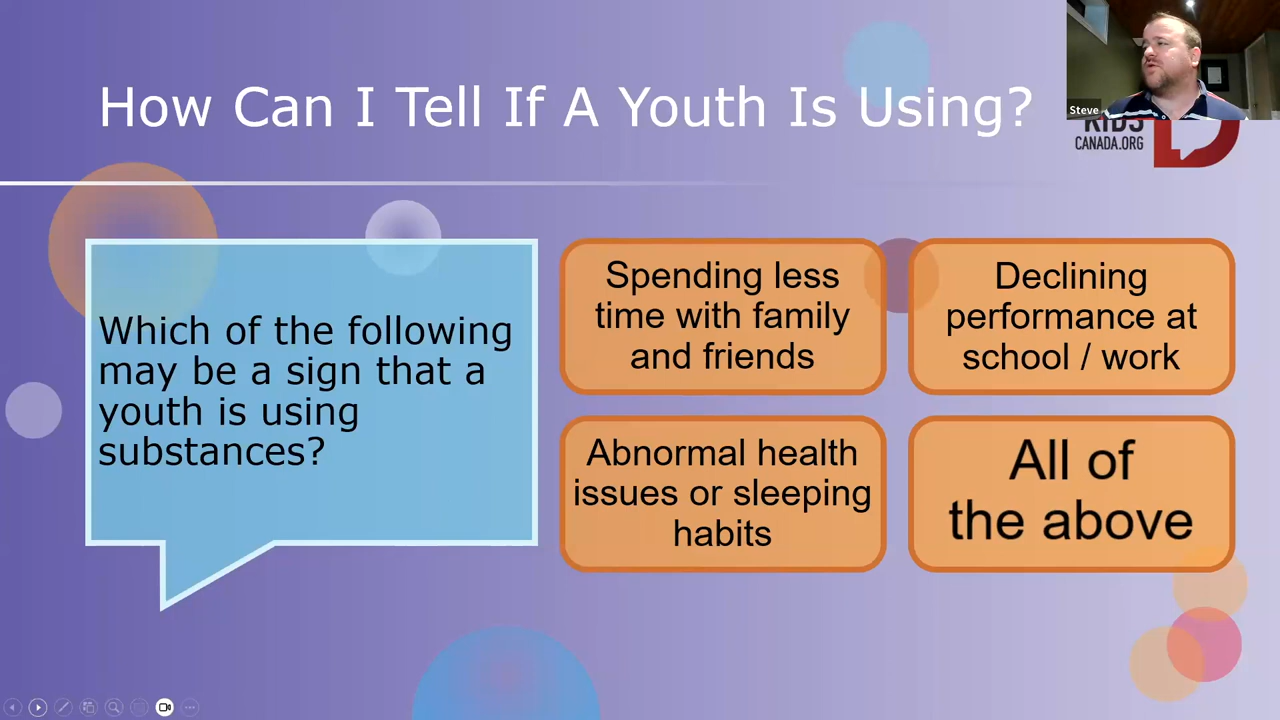 How Can I Tell If A Youth Is Using?
Steve
KIDS
CANADA.ORG
Which of the following
may be a sign that a
youth is using
substances?
Spending less
time with family
and friends
Declining
performance at
school / work
Abnormal health
issues or sleeping
habits
All of
the above